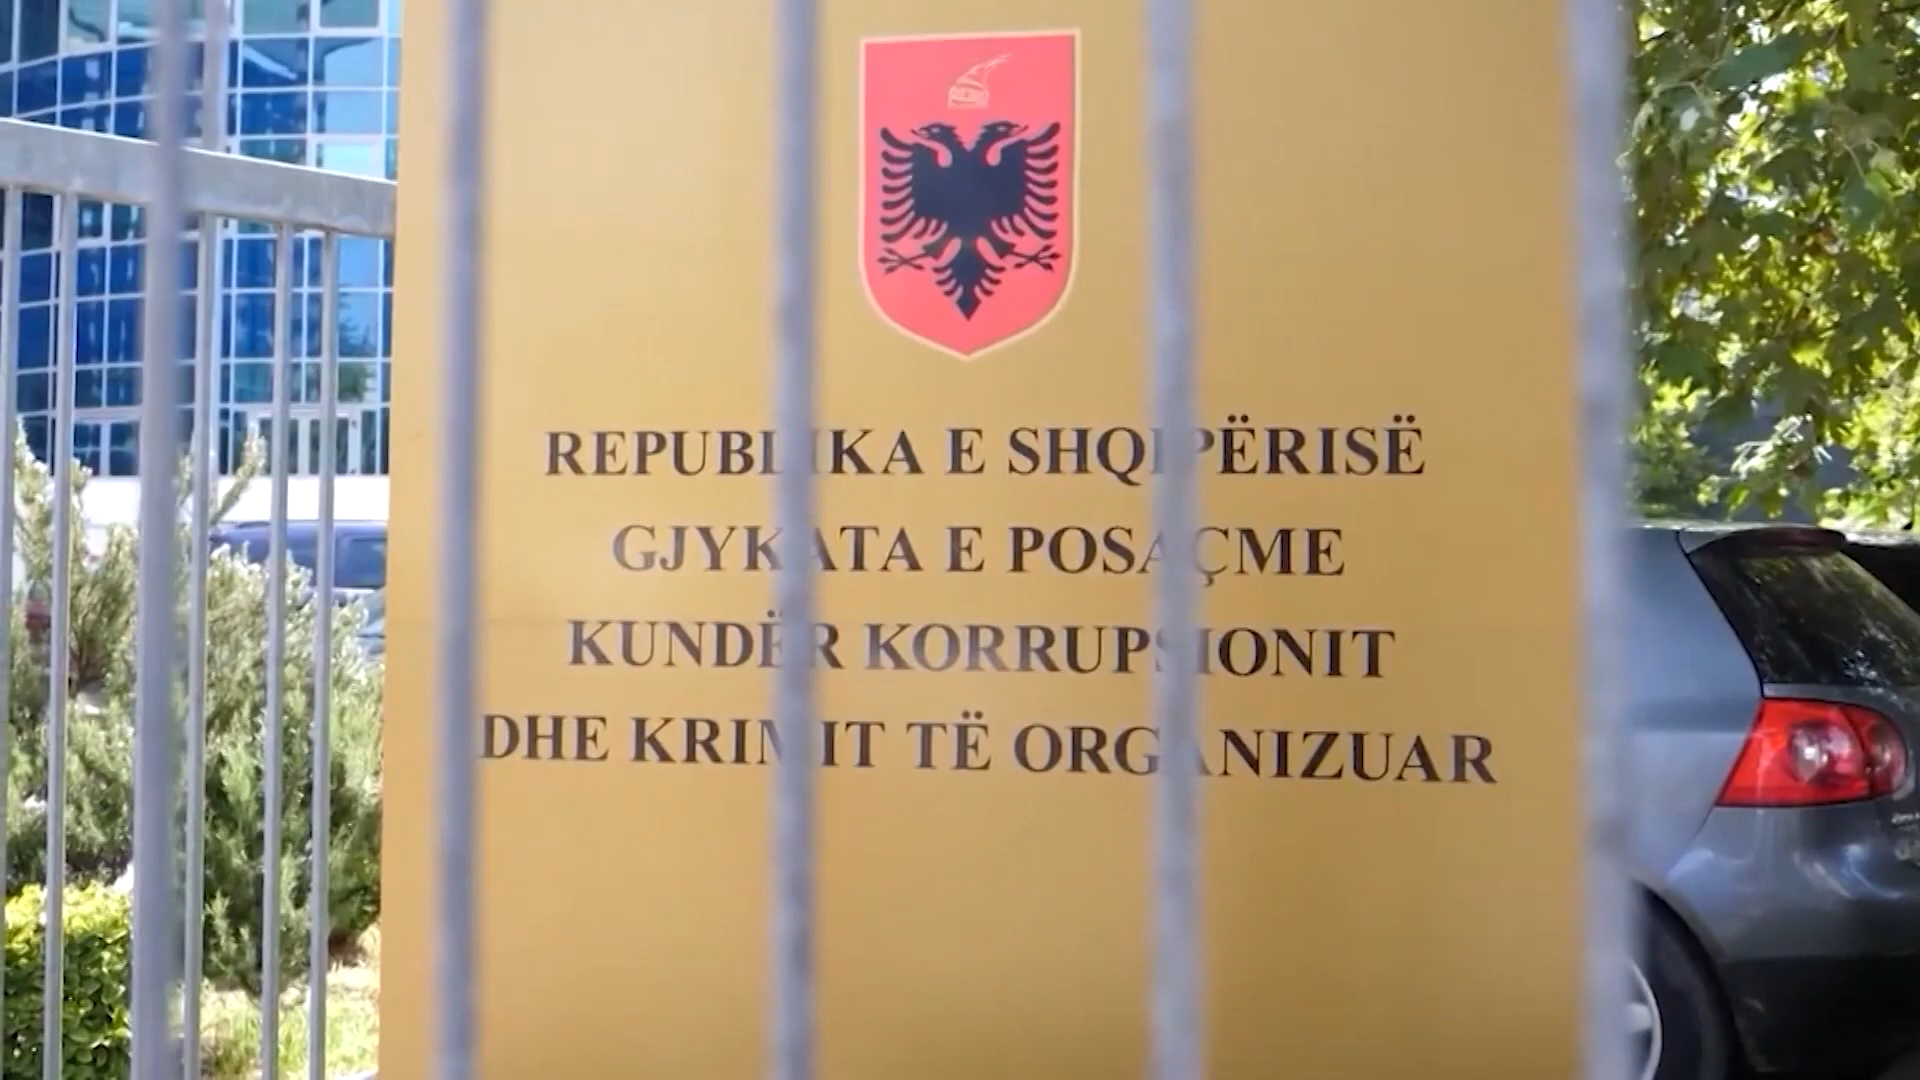 REPUBLIKA E SHQIPËRISË
GJYKATA E POSAÇME
KUNDËR KORRUPSIONIT
DHE KRIMIT TË ORGANIZUAR